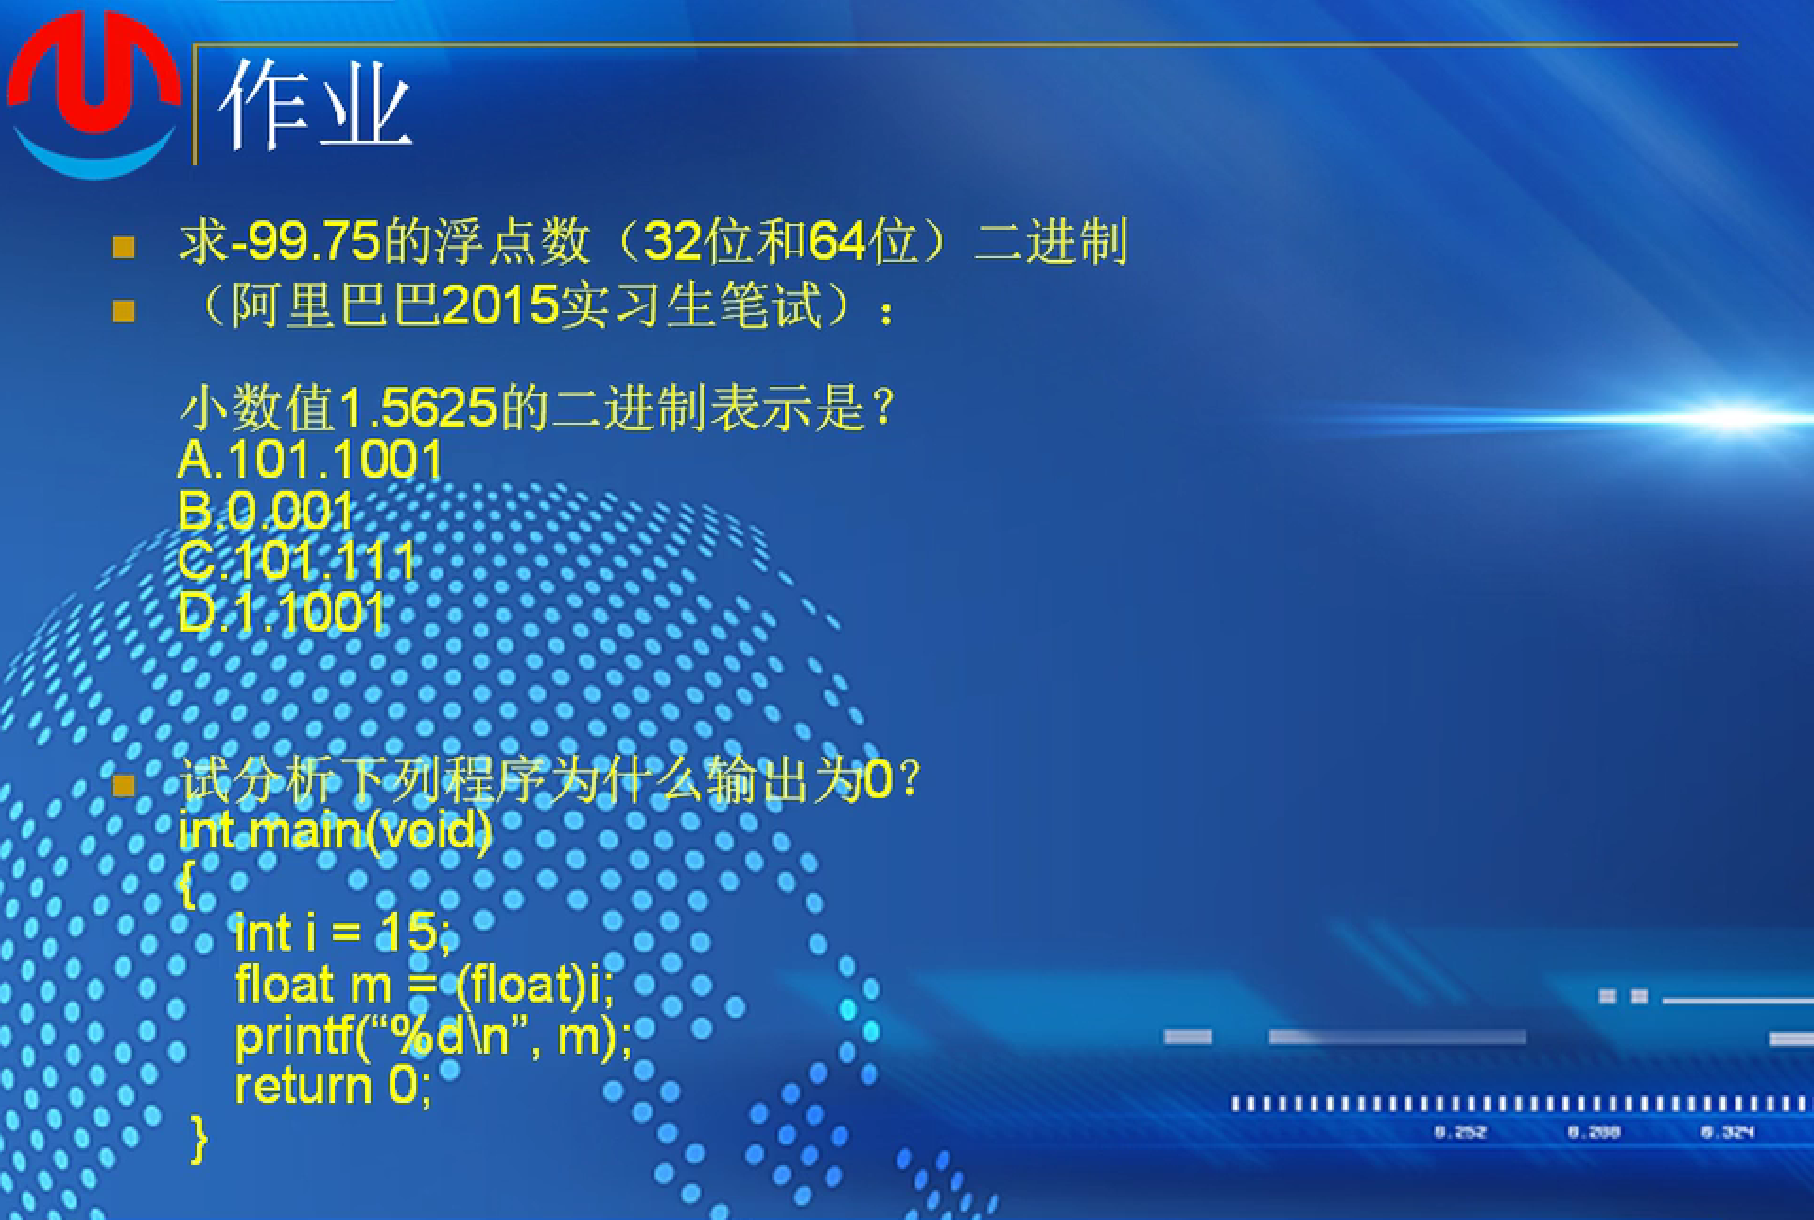 作业
求-99.75的浮点数（32位和64位）二进制
（阿里巴巴2015实习生笔试）：
小数值1.5625的二进制表示是？
A.101.1001
B.0.001
C.101.111
D.1.1001
试分析下列程序为什么输出为0？
int main(void)
{
int i = 15;
float m = (float)i;
printf(“%d\n”, m);
return 0;
}
0.252 0.288 0.324